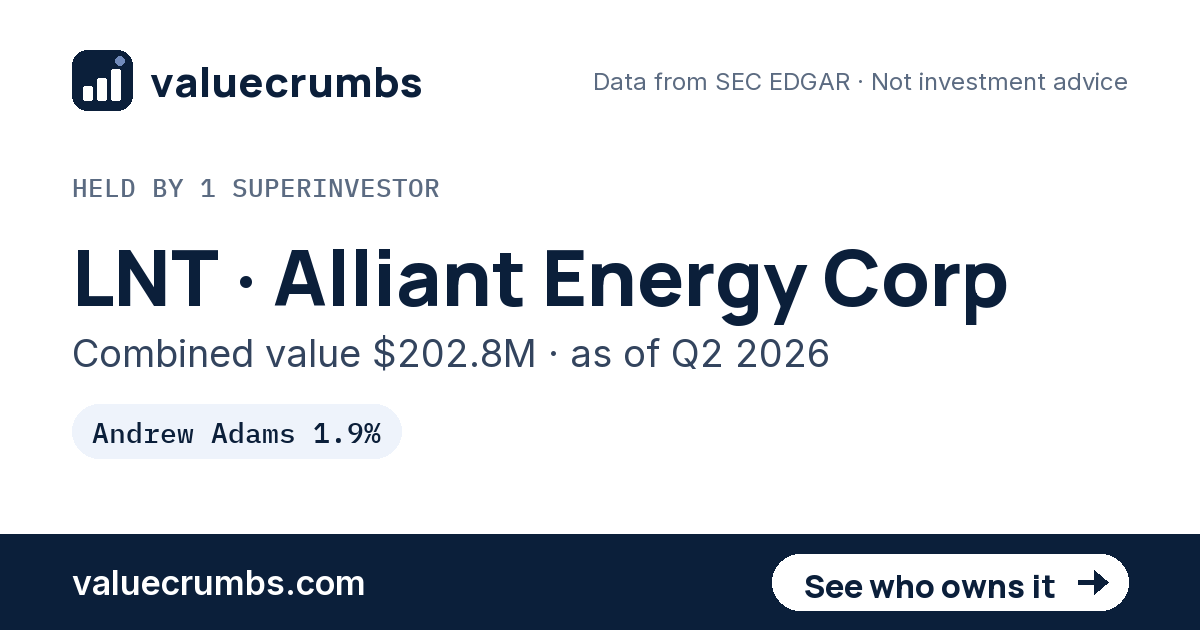 valuecrumbs
Data from SEC EDGAR · Not investment advice
HELD BY 1 SUPERINVESTOR
LNT · Alliant Energy Corp
Combined value $202.8M · as of Q2 2026
Andrew Adams 1.9%
valuecrumbs.com
See who owns it →